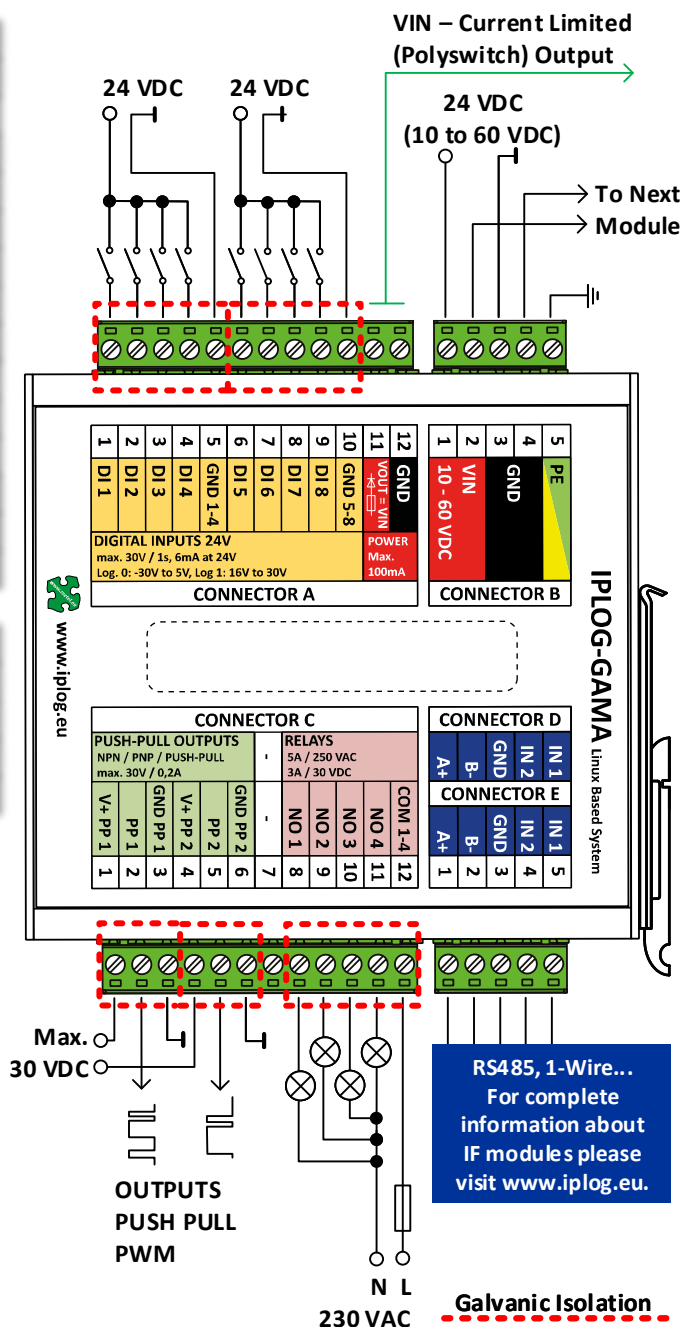 VIN – Current Limited
(Polyswitch) Output
24 VDC
24 VDC
24 VDC
(10 to 60 VDC)
To Next
Module
1 2 3 4 5 6 7 8 9 10 11 12
DI 1 DI 2 DI 3 DI 4 GND 1-4 DI 5 DI 6 DI 7 DI 8 GND 5-8 VOUT = VIN GND
DIGITAL INPUTS 24V
max. 30V / 1s, 6mA at 24V
Log. 0: -30V to 5V, Log 1: 16V to 30V
POWER
Max.
100mA
CONNECTOR A
1 2 3 4 5
10 - 60 VDC
VIN
GND
PE
CONNECTOR B
www.iplog.eu
IPLOG-GAMA Linux Based System
CONNECTOR C
PUSH-PULL OUTPUTS
NPN / PNP / PUSH-PULL
max. 30V / 0,2A
-
RELAYS
5A / 250 VAC
3A / 30 VDC
V+ PP 1 PP 1 GND PP 1 V+ PP 2 PP 2 GND PP 2 - NO 1 NO 2 NO 3 NO 4 COM 1-4
1 2 3 4 5 6 7 8 9 10 11 12
CONNECTOR D
A+ B- GND IN 2 IN 1
CONNECTOR E
A+ B- GND IN 2 IN 1
1 2 3 4 5
Max.
30 VDC
OUTPUTS
PUSH PULL
PWM
N L
230 VAC
RS485, 1-Wire...
For complete
information about
IF modules please
visit www.iplog.eu.
Galvanic Isolation